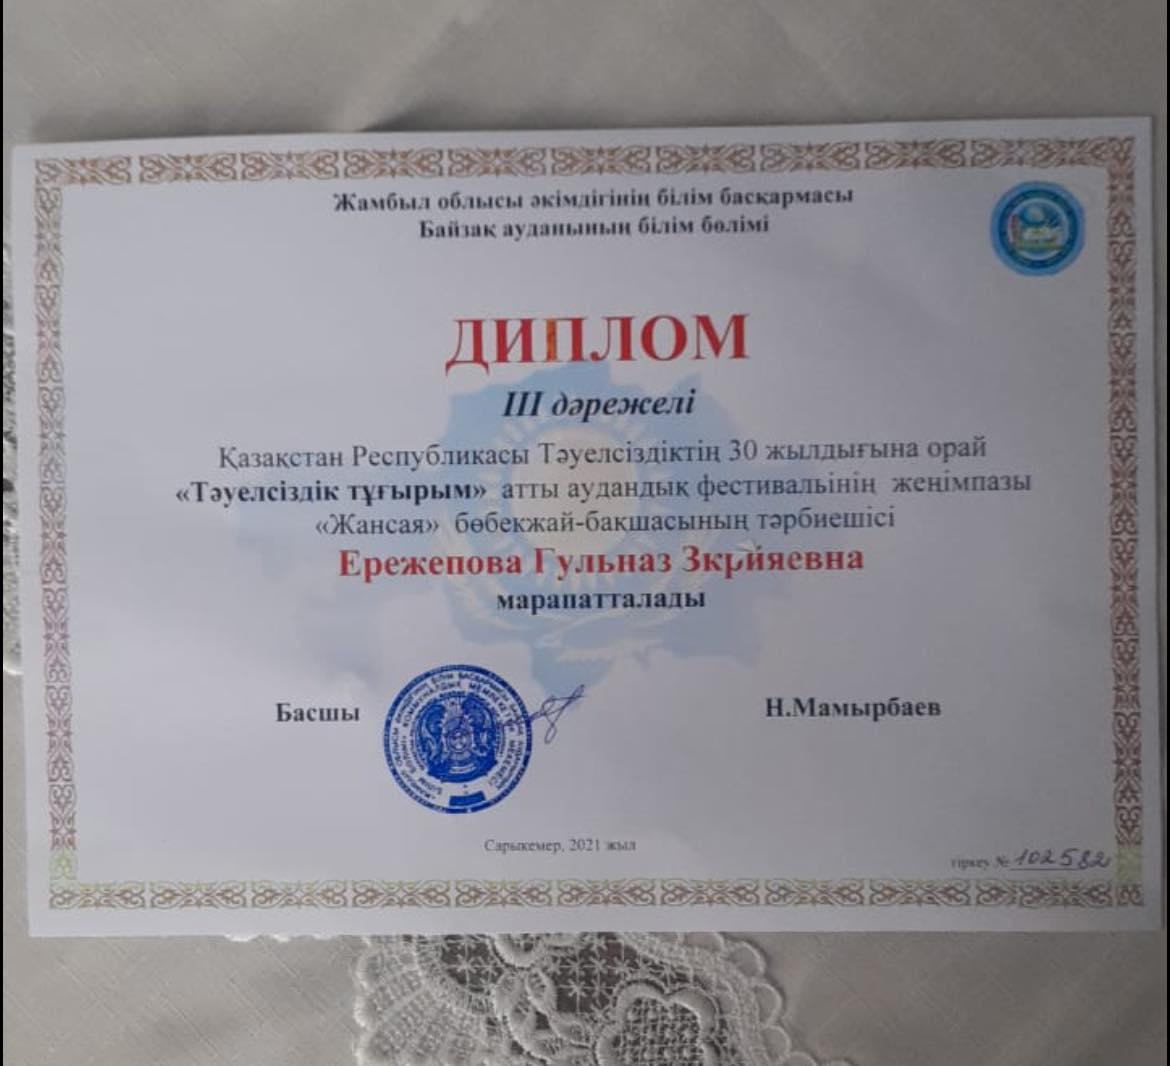 Жамбыл облысы әкімдігінің білім басқармасы
Байзақ ауданының білім бөлімі
ДИПЛОМ
III дәрежелі
Қазақстан Республикасы Тәуелсіздіктің 30 жылдығына орай
«Тәуелсіздік тұғырым» атты аудандық фестивальінің жеңімпазы
«Жансая» бөбекжай-бақшасының тәрбиешісі
Ережепова Гульназ Зкрйяевна
марапатталады
Басшы
Н.Мамырбаев
Сарыкемер, 2021 жыл
тіркеу № 102582